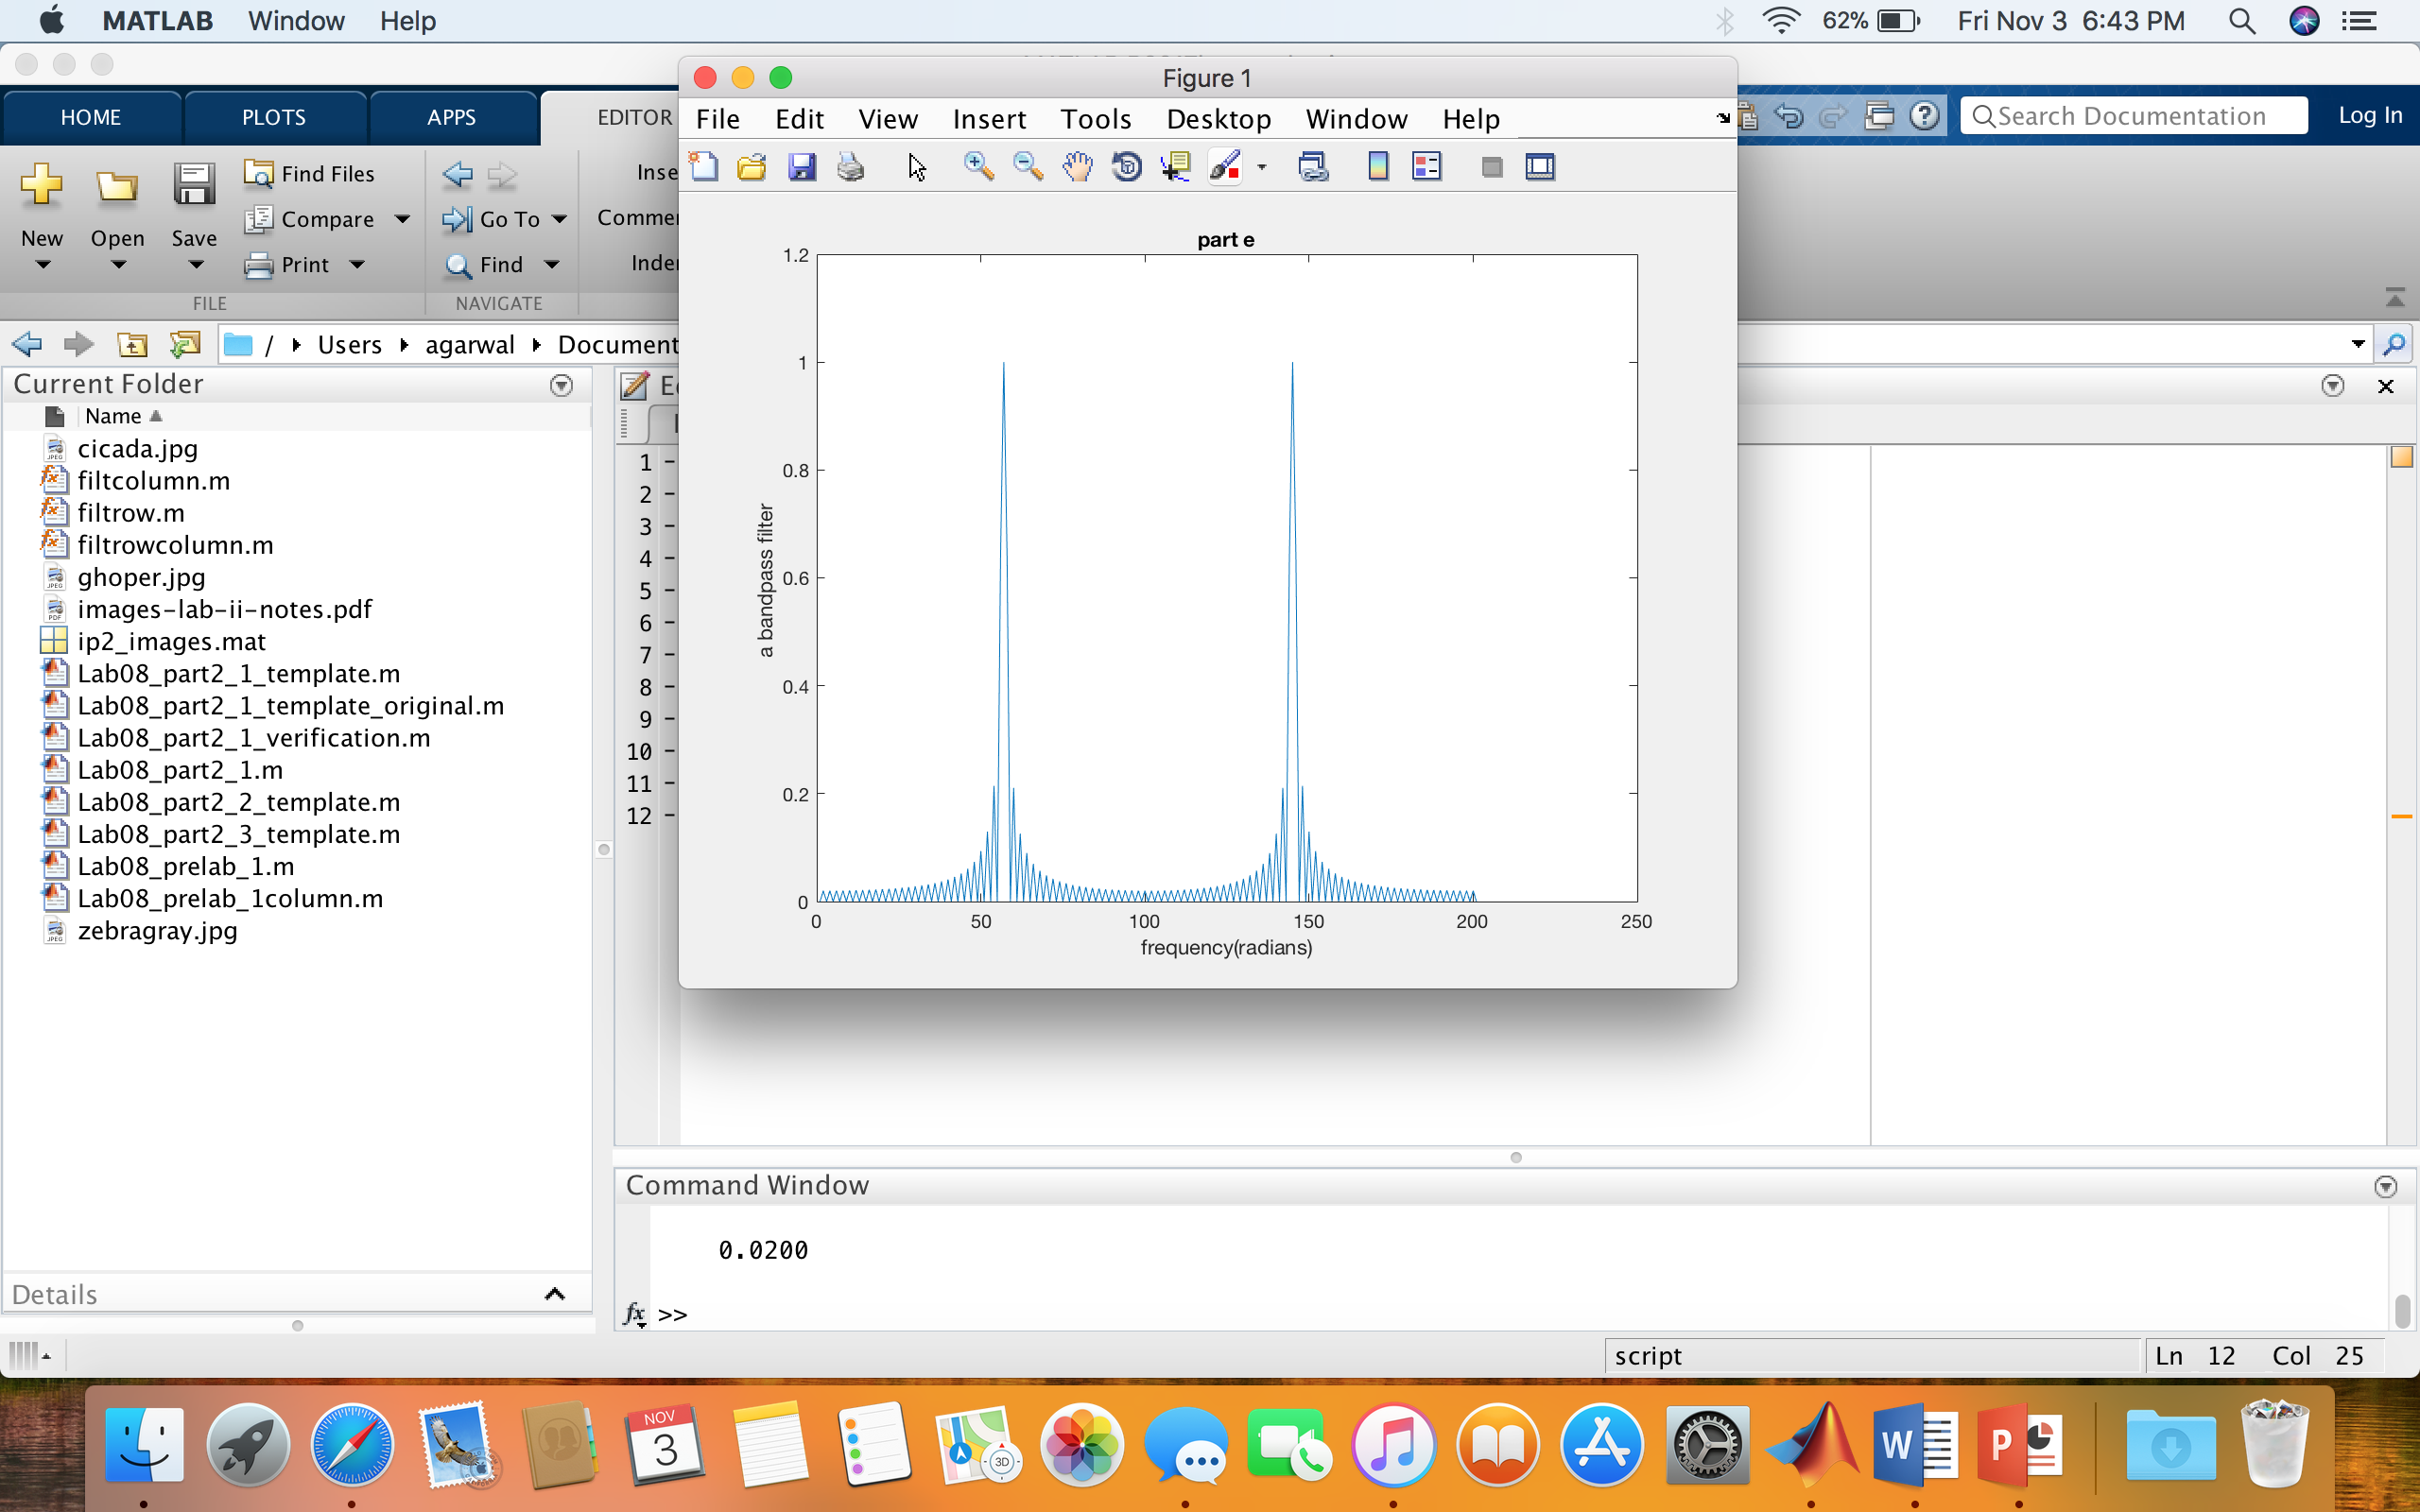 MATLAB Window Help 62% Fri Nov 3 6:43 PM
Figure 1
HOME PLOTS APPS EDITOR
File Edit View Insert Tools Desktop Window Help
Search Documentation Log In
New Open Save
Find Files
Compare
Print
Go To
Find
FILE NAVIGATE
/ Users agarwal Document
Current Folder
Name
cicada.jpg
filtcolumn.m
filtrow.m
filtrowcolumn.m
ghoper.jpg
images-lab-ii-notes.pdf
ip2_images.mat
Lab08_part2_1_template.m
Lab08_part2_1_template_original.m
Lab08_part2_1_verification.m
Lab08_part2_1.m
Lab08_part2_2_template.m
Lab08_part2_3_template.m
Lab08_prelab_1.m
Lab08_prelab_1column.m
zebragray.jpg
Details
1 -
2 -
3 -
4 -
5 -
6 -
7 -
8 -
9 -
10 -
11 -
12 -
part e
a bandpass filter
1.2
1
0.8
0.6
0.4
0.2
0
0 50 100 150 200 250
frequency(radians)
Command Window
0.0200
fx >>
script Ln 12 Col 25
NOV
3
3D
W
P